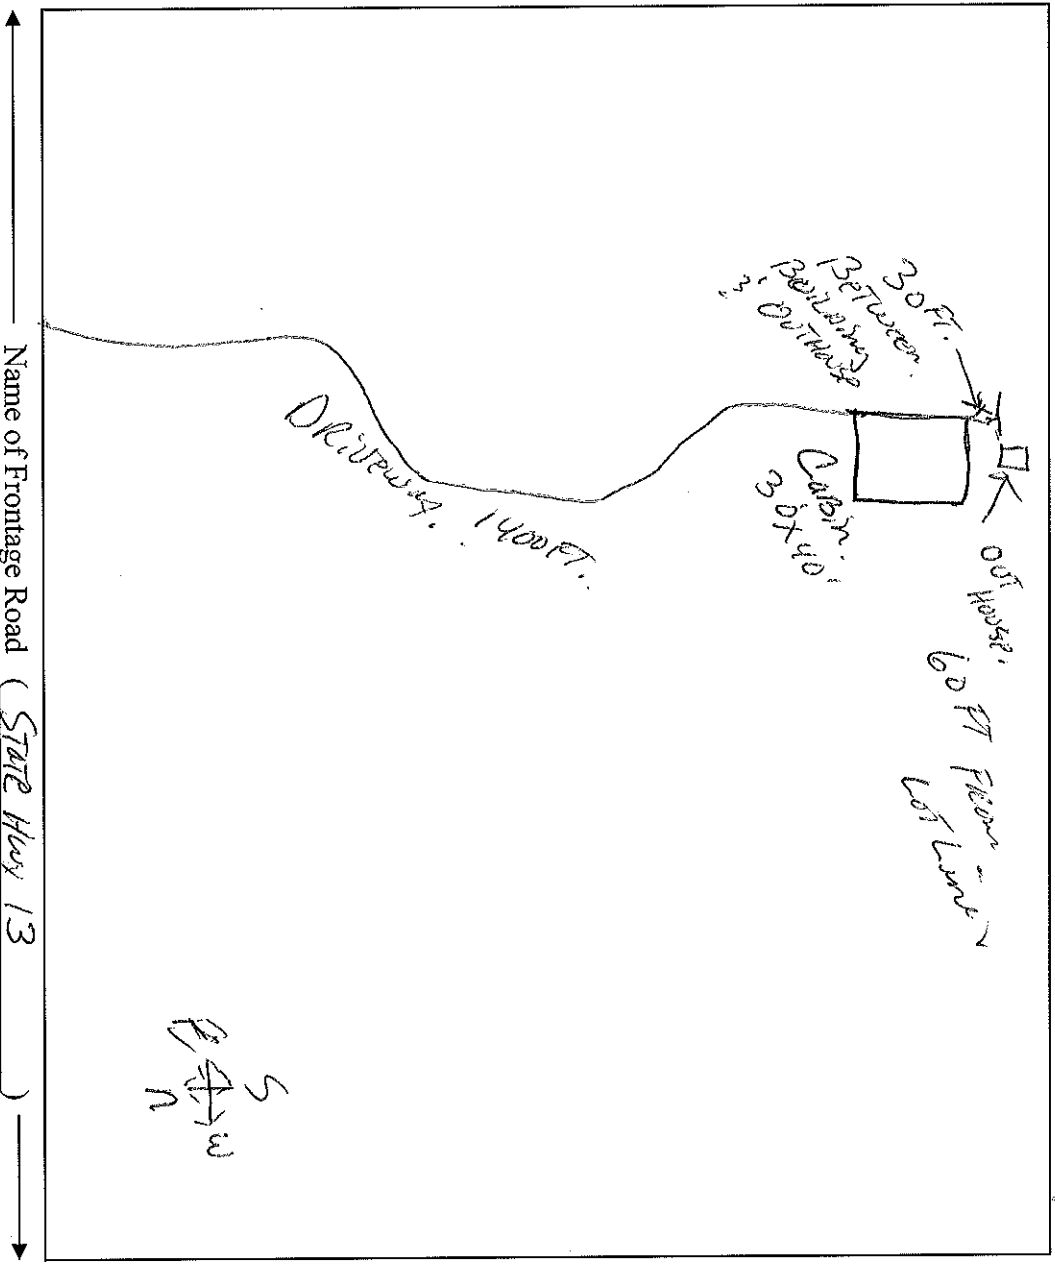 30 FT.
BETWEEN.
BUILDING
& OUTHOUSE
OUT
HOUSE.
60 FT FROM
LOT LINE
CABIN.
30X40
DRIVEWAY. 1400 FT.
S
E W
N
Name of Frontage Road ( STATE Hwy 13 )